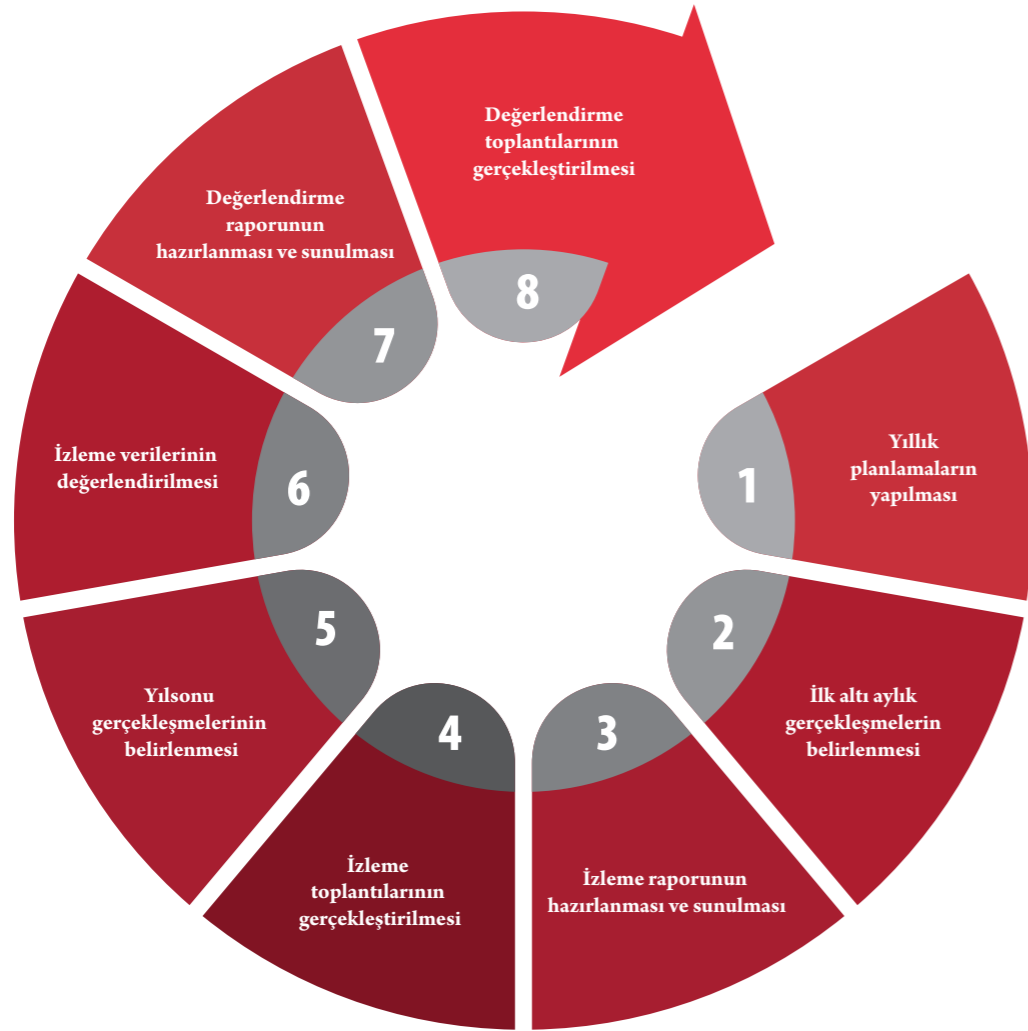 1
Yıllık
planlamaların
yapılması
2
İlk altı aylık
gerçekleşmelerin
belirlenmesi
3
İzleme raporunun
hazırlanması ve sunulması
4
İzleme
toplantılarının
gerçekleştirilmesi
5
Yılsonu
gerçekleşmelerinin
belirlenmesi
6
İzleme verilerinin
değerlendirilmesi
7
Değerlendirme
raporunun
hazırlanması ve sunulması
8
Değerlendirme
toplantılarının
gerçekleştirilmesi